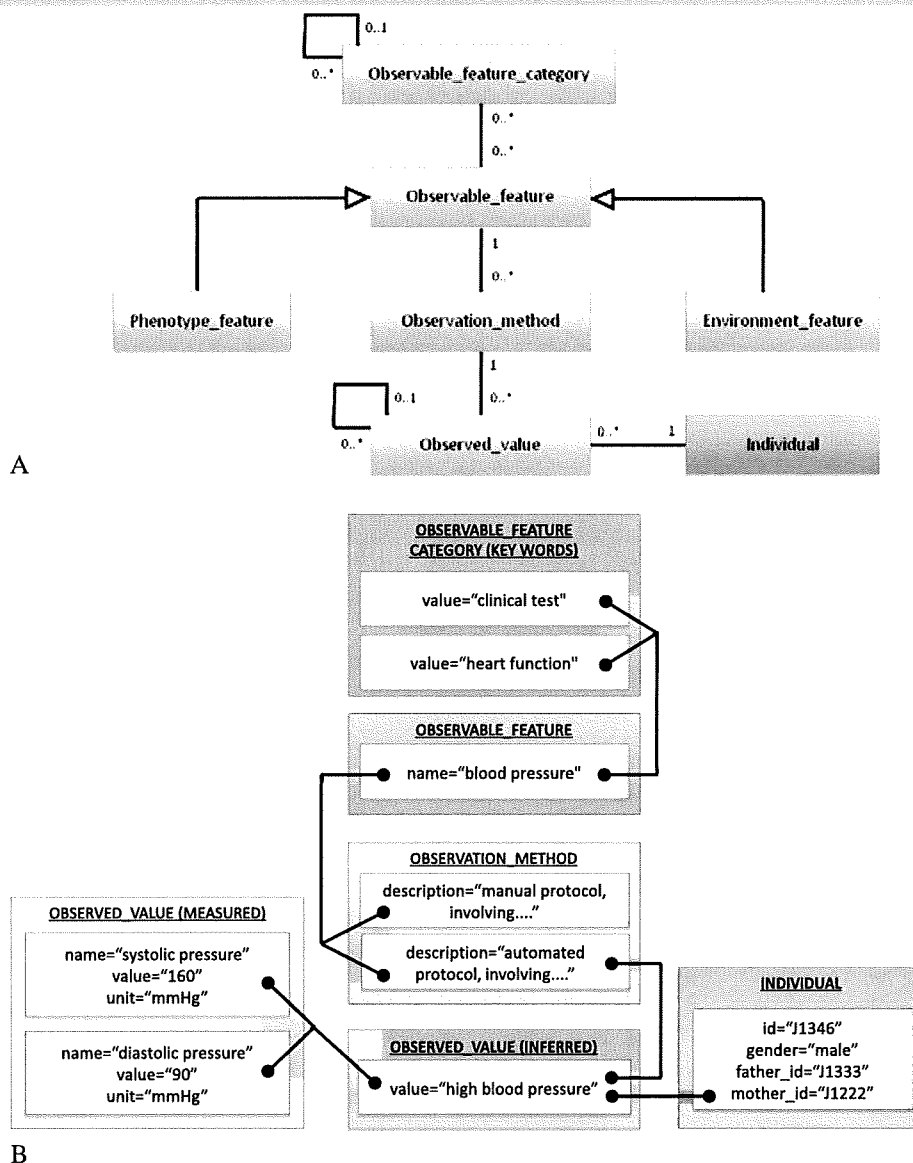 0..1
0..*
Observable_feature_category
0..*
0..*
Observable_feature
1
0..*
Phenotype_feature
Observation_method
Environment_feature
1
0..1
0..*
0..*
Observed_value
0..*
1
Individual
A
OBSERVABLE_FEATURE
CATEGORY (KEY WORDS)
value="clinical test"
value="heart function"
OBSERVABLE_FEATURE
name="blood pressure"
OBSERVATION_METHOD
description="manual protocol,
involving...."
description="automated
protocol, involving...."
OBSERVED_VALUE (MEASURED)
name="systolic pressure"
value="160"
unit="mmHg"
name="diastolic pressure"
value="90"
unit="mmHg"
OBSERVED_VALUE (INFERRED)
value="high blood pressure"
INDIVIDUAL
id="J1346"
gender="male"
father_id="J1333"
mother_id="J1222"
B